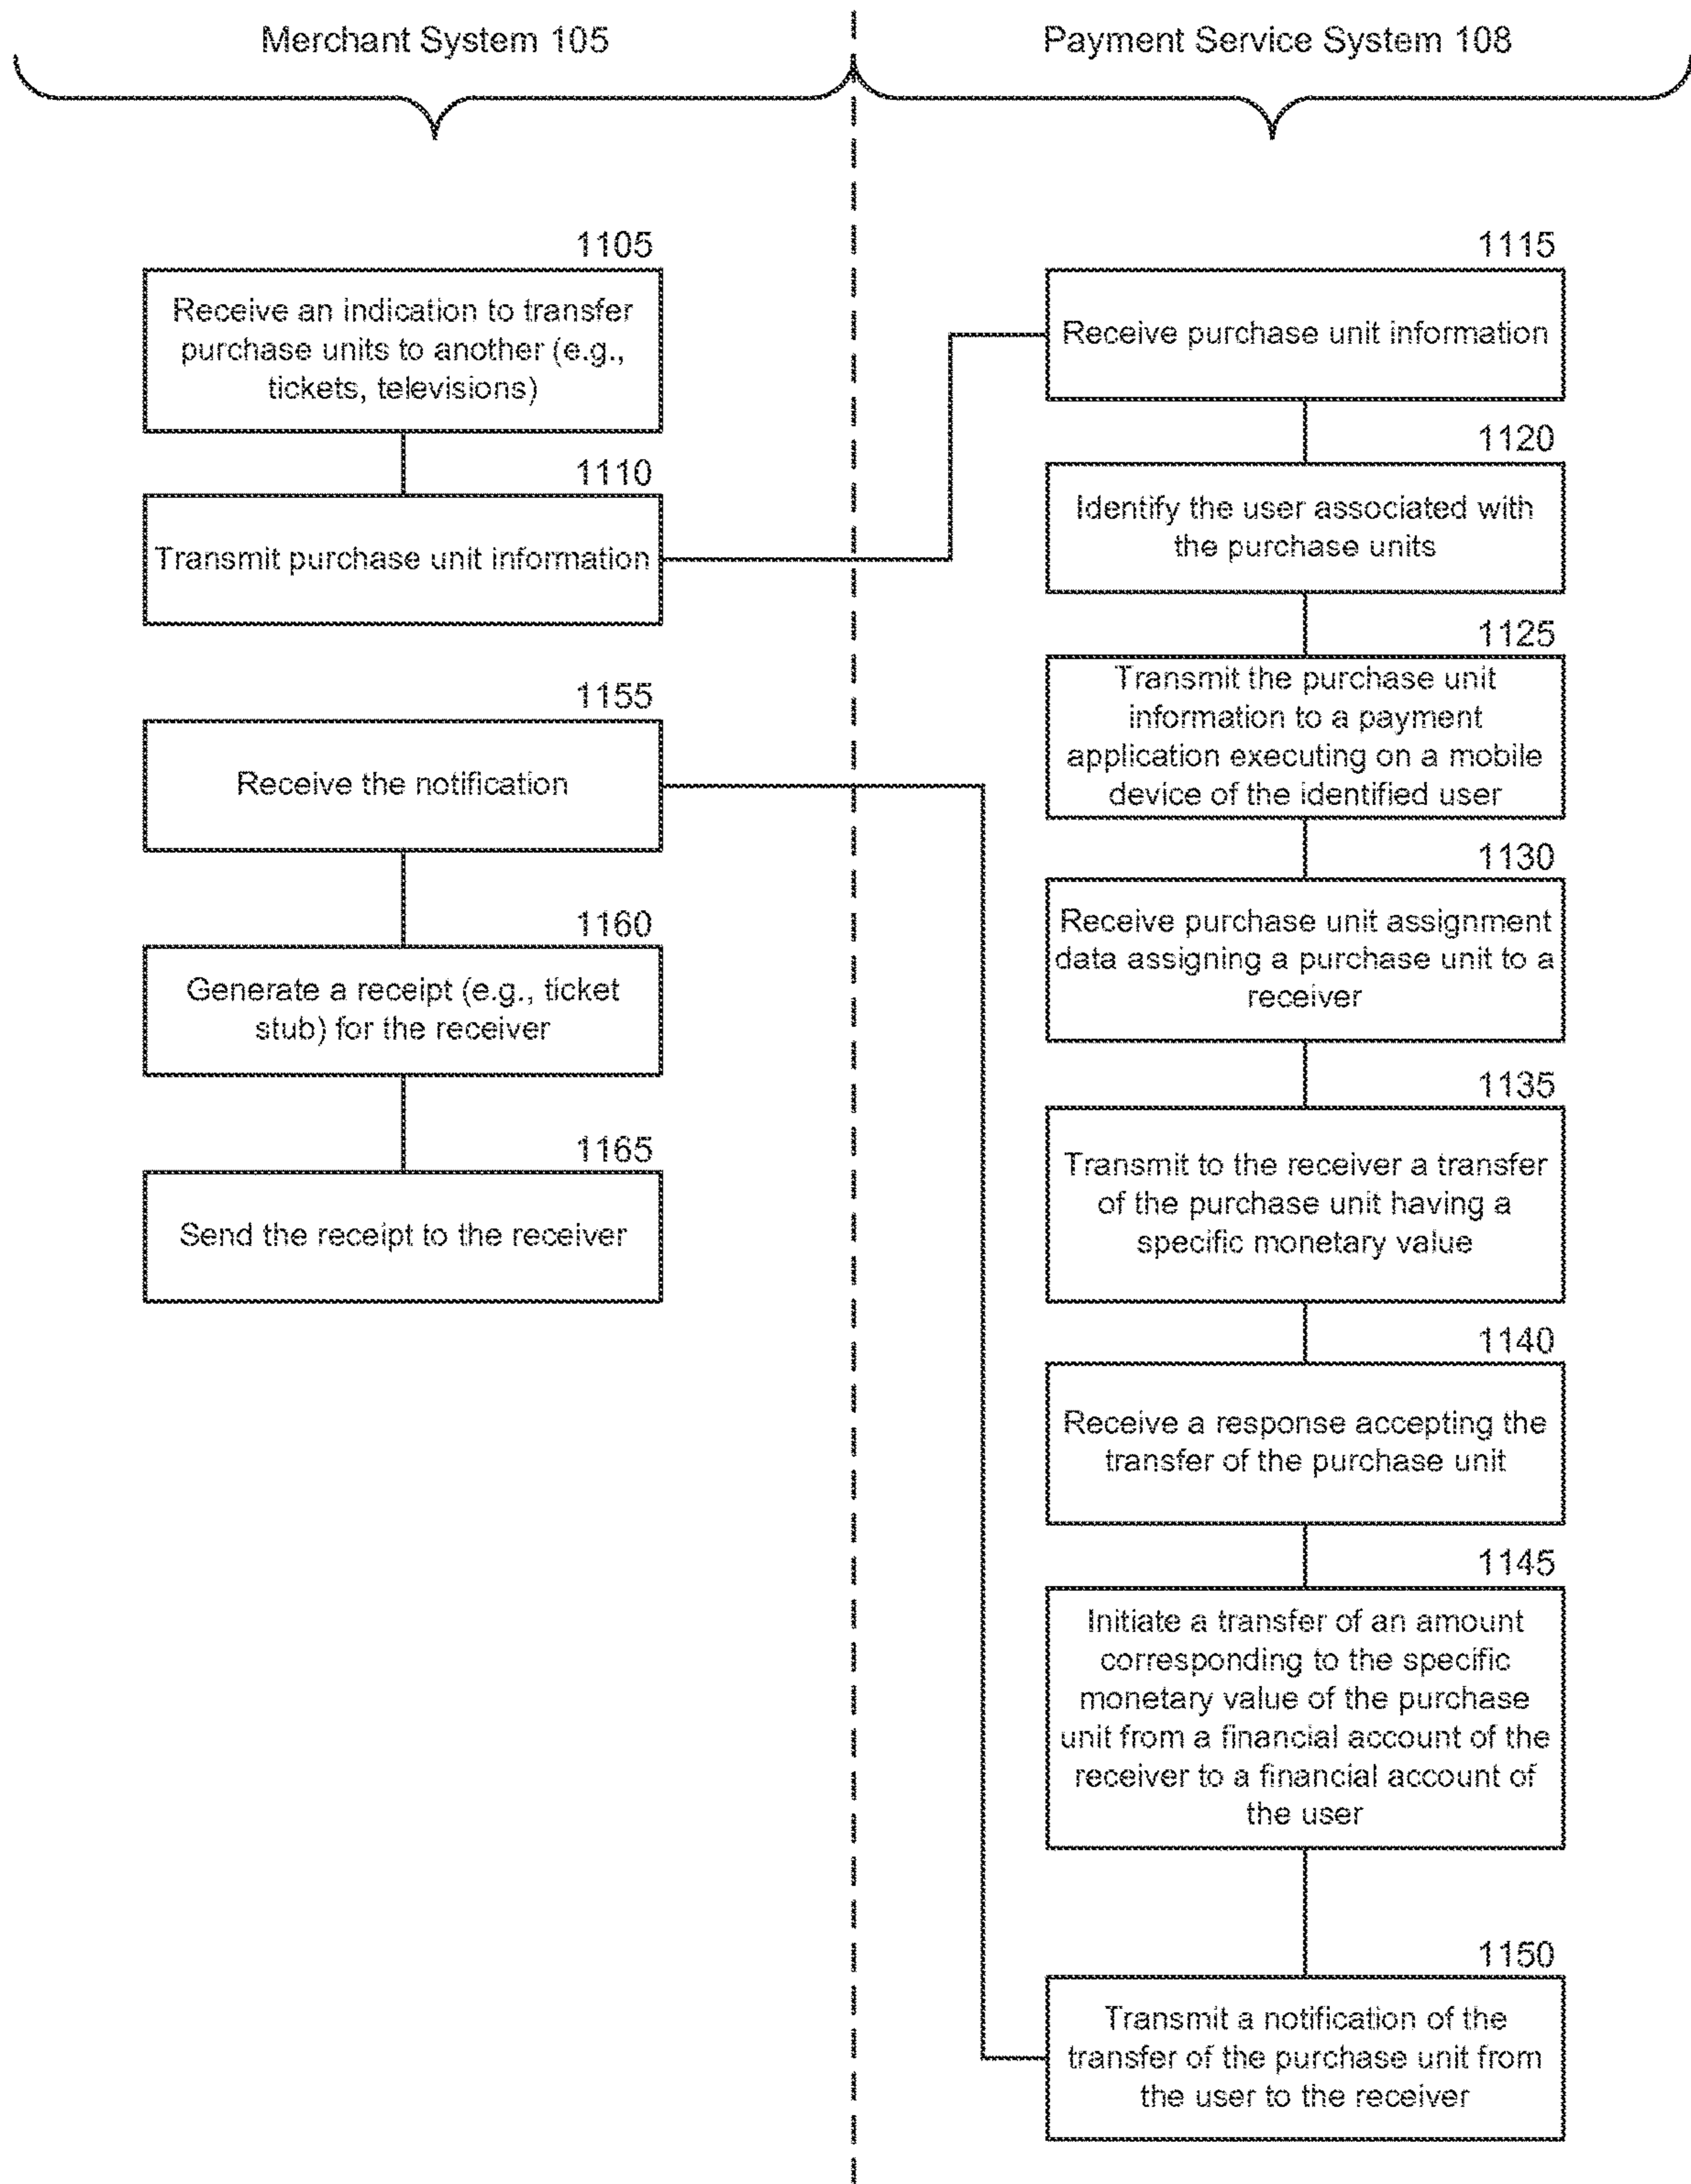 Merchant System 105
Payment Service System 108
1105
Receive an indication to transfer
purchase units to another (e.g.,
tickets, televisions)
1110
Transmit purchase unit information
1155
Receive the notification
1160
Generate a receipt (e.g., ticket
stub) for the receiver
1165
Send the receipt to the receiver
1115
Receive purchase unit information
1120
Identify the user associated with
the purchase units
1125
Transmit the purchase unit
information to a payment
application executing on a mobile
device of the identified user
1130
Receive purchase unit assignment
data assigning a purchase unit to a
receiver
1135
Transmit to the receiver a transfer
of the purchase unit having a
specific monetary value
1140
Receive a response accepting the
transfer of the purchase unit
1145
Initiate a transfer of an amount
corresponding to the specific
monetary value of the purchase
unit from a financial account of the
receiver to a financial account of
the user
1150
Transmit a notification of the
transfer of the purchase unit from
the user to the receiver